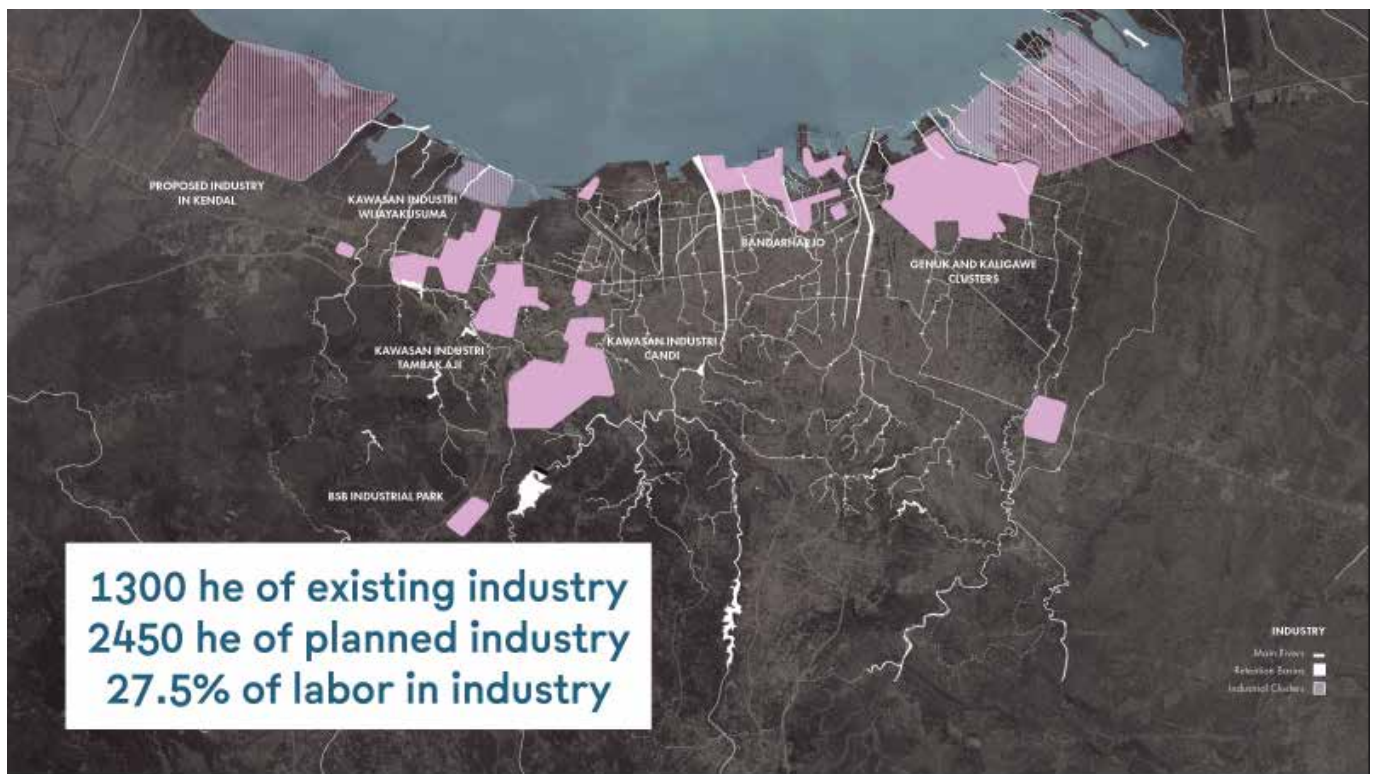 PROPOSED INDUSTRY
IN KENDAL
KAWASAN INDUSTRI
WIJAYAKUSUMA
BANDARHARJO
GENUK AND KALIGAWE
CLUSTERS
KAWASAN INDUSTRI
TAMBAK AJI
KAWASAN INDUSTRI
CANDI
BSB INDUSTRIAL PARK
1300 he of existing industry
2450 he of planned industry
27.5% of labor in industry
INDUSTRY
Main Rivers
Retention Basins
Industrial Clusters